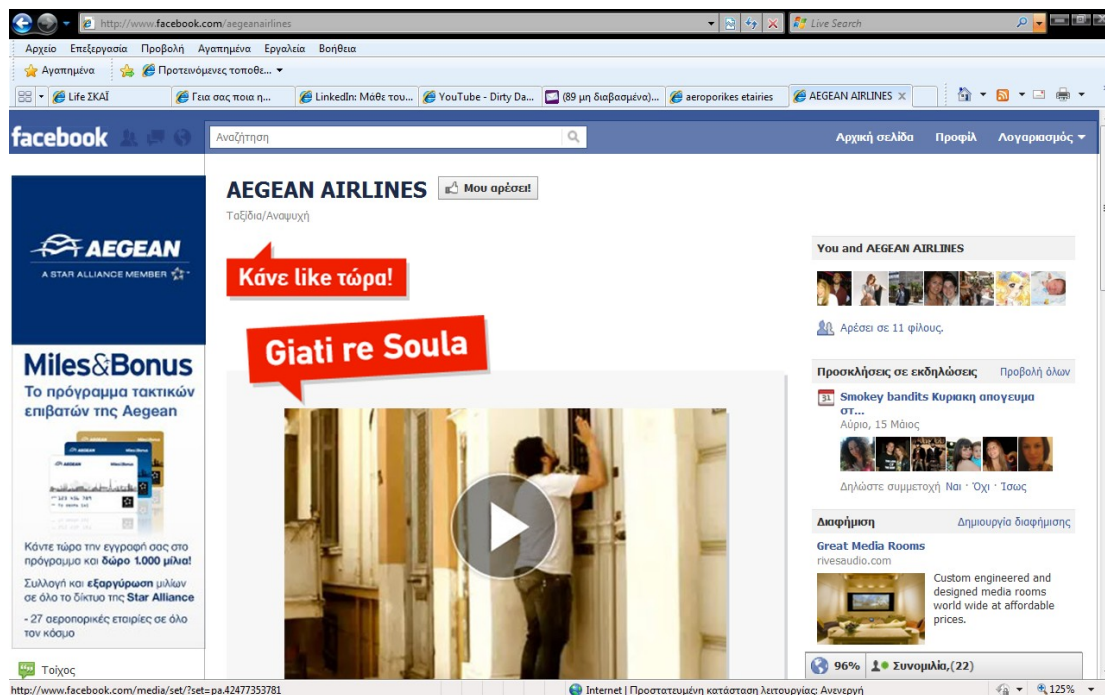 http://www.facebook.com/aegeanairlines
Live Search
Αρχείο Επεξεργασία Προβολή Αγαπημένα Εργαλεία Βοήθεια
Αγαπημένα Προτεινόμενες τοποθε...
Life ΣΚΑΪ
Γεια σας ποια η...
LinkedIn: Μάθε του...
YouTube - Dirty Da...
(89 μη διαβασμένα)...
aeroporikes etairies
AEGEAN AIRLINES
facebook
Αναζήτηση
Αρχική σελίδα Προφίλ Λογαριασμός
AEGEAN
A STAR ALLIANCE MEMBER
Miles&Bonus
Το πρόγραμμα τακτικών
επιβατών της Aegean
Κάντε τώρα την εγγραφή σας στο
πρόγραμμα και δώρο 1.000 μίλια!
Συλλογή και εξαργύρωση μιλίων
σε όλο το δίκτυο της Star Alliance
- 27 αεροπορικές εταιρίες σε όλο
τον κόσμο
Τοίχος
AEGEAN AIRLINES
Μου αρέσει!
Ταξίδια/Αναψυχή
Κάνε like τώρα!
Giati re Soula
You and AEGEAN AIRLINES
Αρέσει σε 11 φίλους.
Προσκλήσεις σε εκδηλώσεις Προβολή όλων
31
Smokey bandits Κυριακη απογευμα
στ...
Αύριο, 15 Μάιος
Δηλώστε συμμετοχή Ναι · Όχι · Ίσως
Διαφήμιση Δημιουργία διαφήμισης
Great Media Rooms
rivesaudio.com
Custom engineered and
designed media rooms
world wide at affordable
prices.
96% Συνομιλία,(22)
http://www.facebook.com/media/set/?set=pa.42477353781
Internet | Προστατευμένη κατάσταση λειτουργίας: Ανενεργή
125%